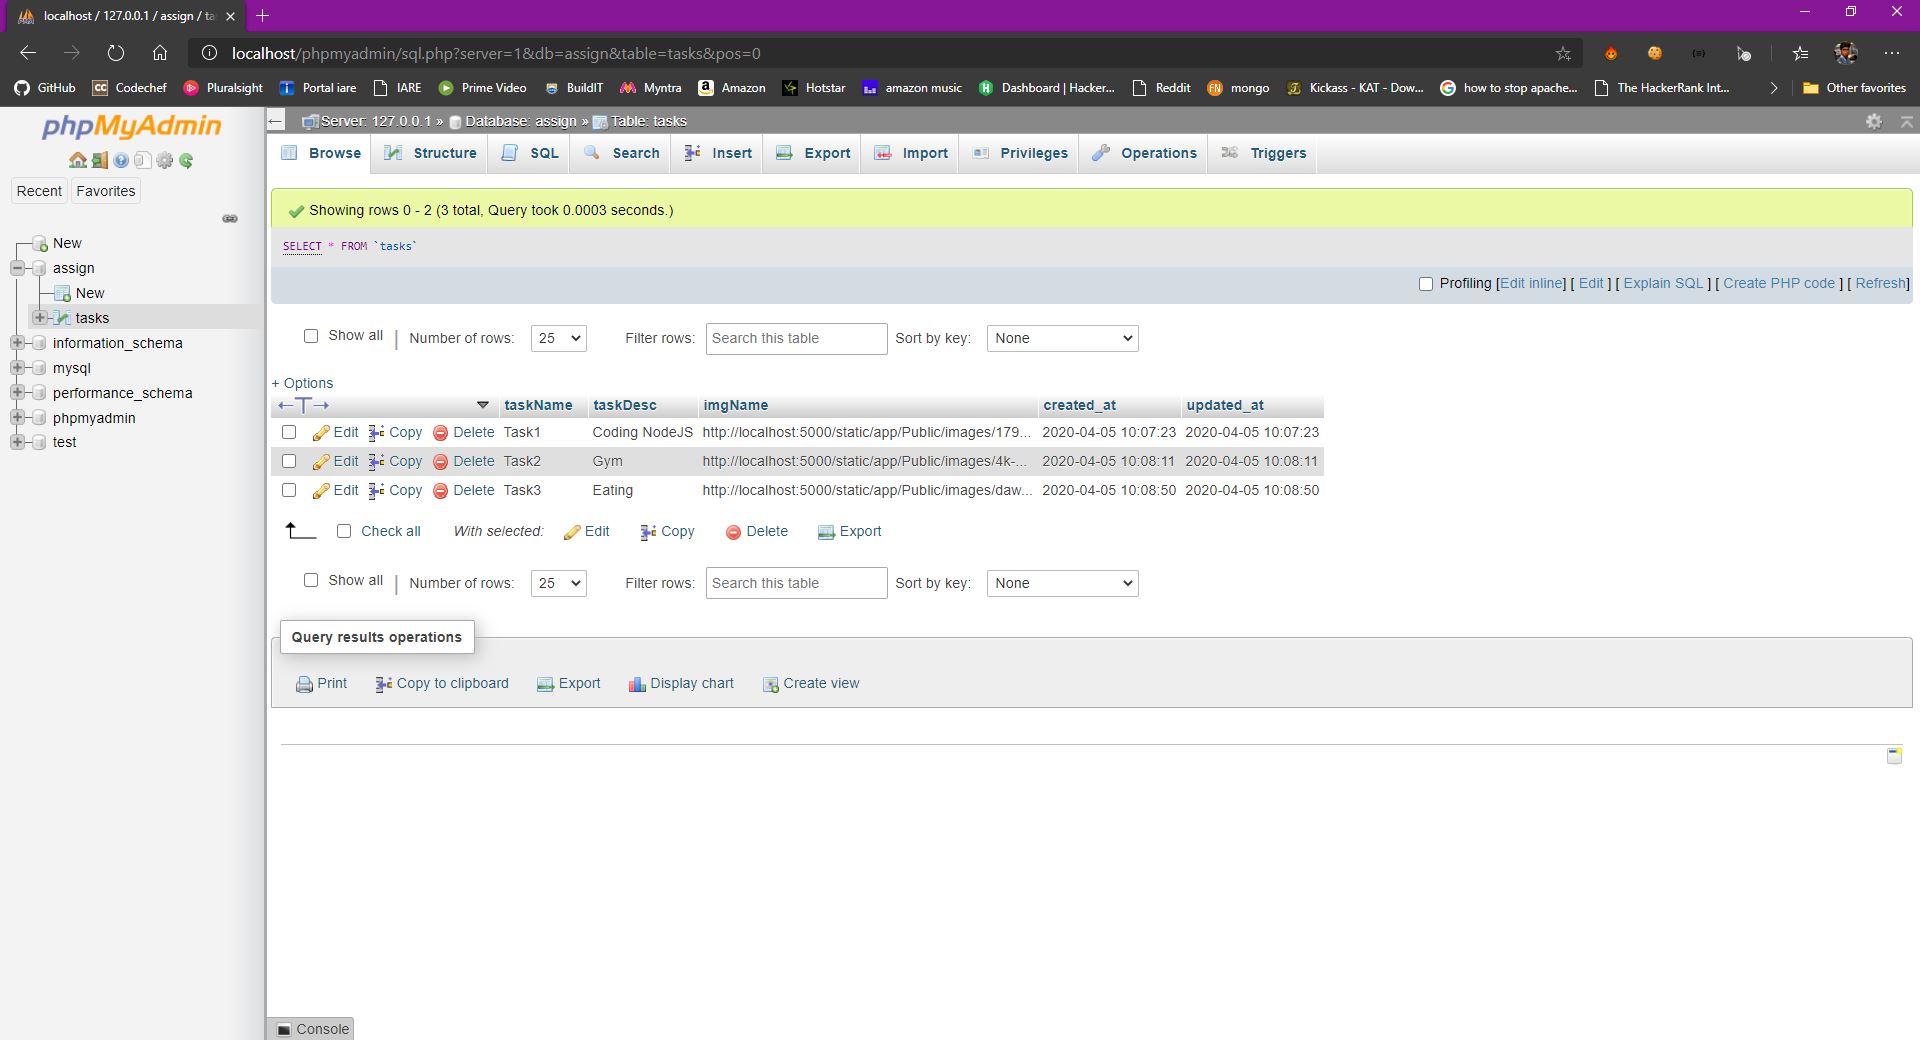 localhost / 127.0.0.1 / assign / ta
localhost/phpmyadmin/sql.php?server=1&db=assign&table=tasks&pos=0
GitHub Codechef Pluralsight Portal iare IARE Prime Video BuildIT Myntra Amazon Hotstar amazon music Dashboard | Hacker... Reddit mongo Kickass - KAT - Dow... how to stop apache... The HackerRank Int... Other favorites
phpMyAdmin
Recent Favorites
New
assign
New
tasks
information_schema
mysql
performance_schema
phpmyadmin
test
Server: 127.0.0.1 » Database: assign » Table: tasks
Browse Structure SQL Search Insert Export Import Privileges Operations Triggers
Showing rows 0 - 2 (3 total, Query took 0.0003 seconds.)
SELECT * FROM `tasks`
Profiling [Edit inline] [ Edit ] [ Explain SQL ] [ Create PHP code ] [ Refresh]
Show all | Number of rows: 25 Filter rows: Search this table Sort by key: None
+ Options
taskName taskDesc imgName created_at updated_at
Edit Copy Delete Task1 Coding NodeJS http://localhost:5000/static/app/Public/images/179... 2020-04-05 10:07:23 2020-04-05 10:07:23
Edit Copy Delete Task2 Gym http://localhost:5000/static/app/Public/images/4k-... 2020-04-05 10:08:11 2020-04-05 10:08:11
Edit Copy Delete Task3 Eating http://localhost:5000/static/app/Public/images/daw... 2020-04-05 10:08:50 2020-04-05 10:08:50
Check all With selected: Edit Copy Delete Export
Show all | Number of rows: 25 Filter rows: Search this table Sort by key: None
Query results operations
Print Copy to clipboard Export Display chart Create view
Console